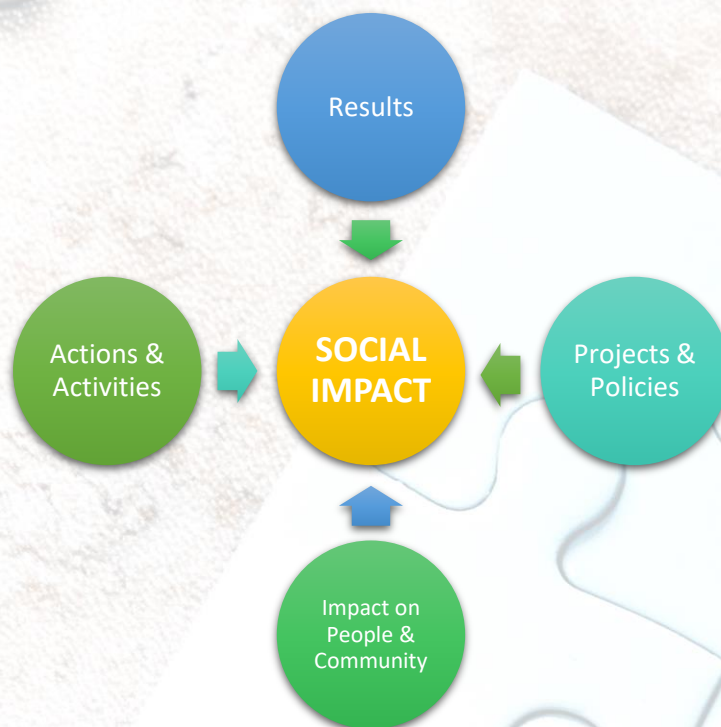 Results
Actions &
Activities
SOCIAL
IMPACT
Projects &
Policies
Impact on
People &
Community